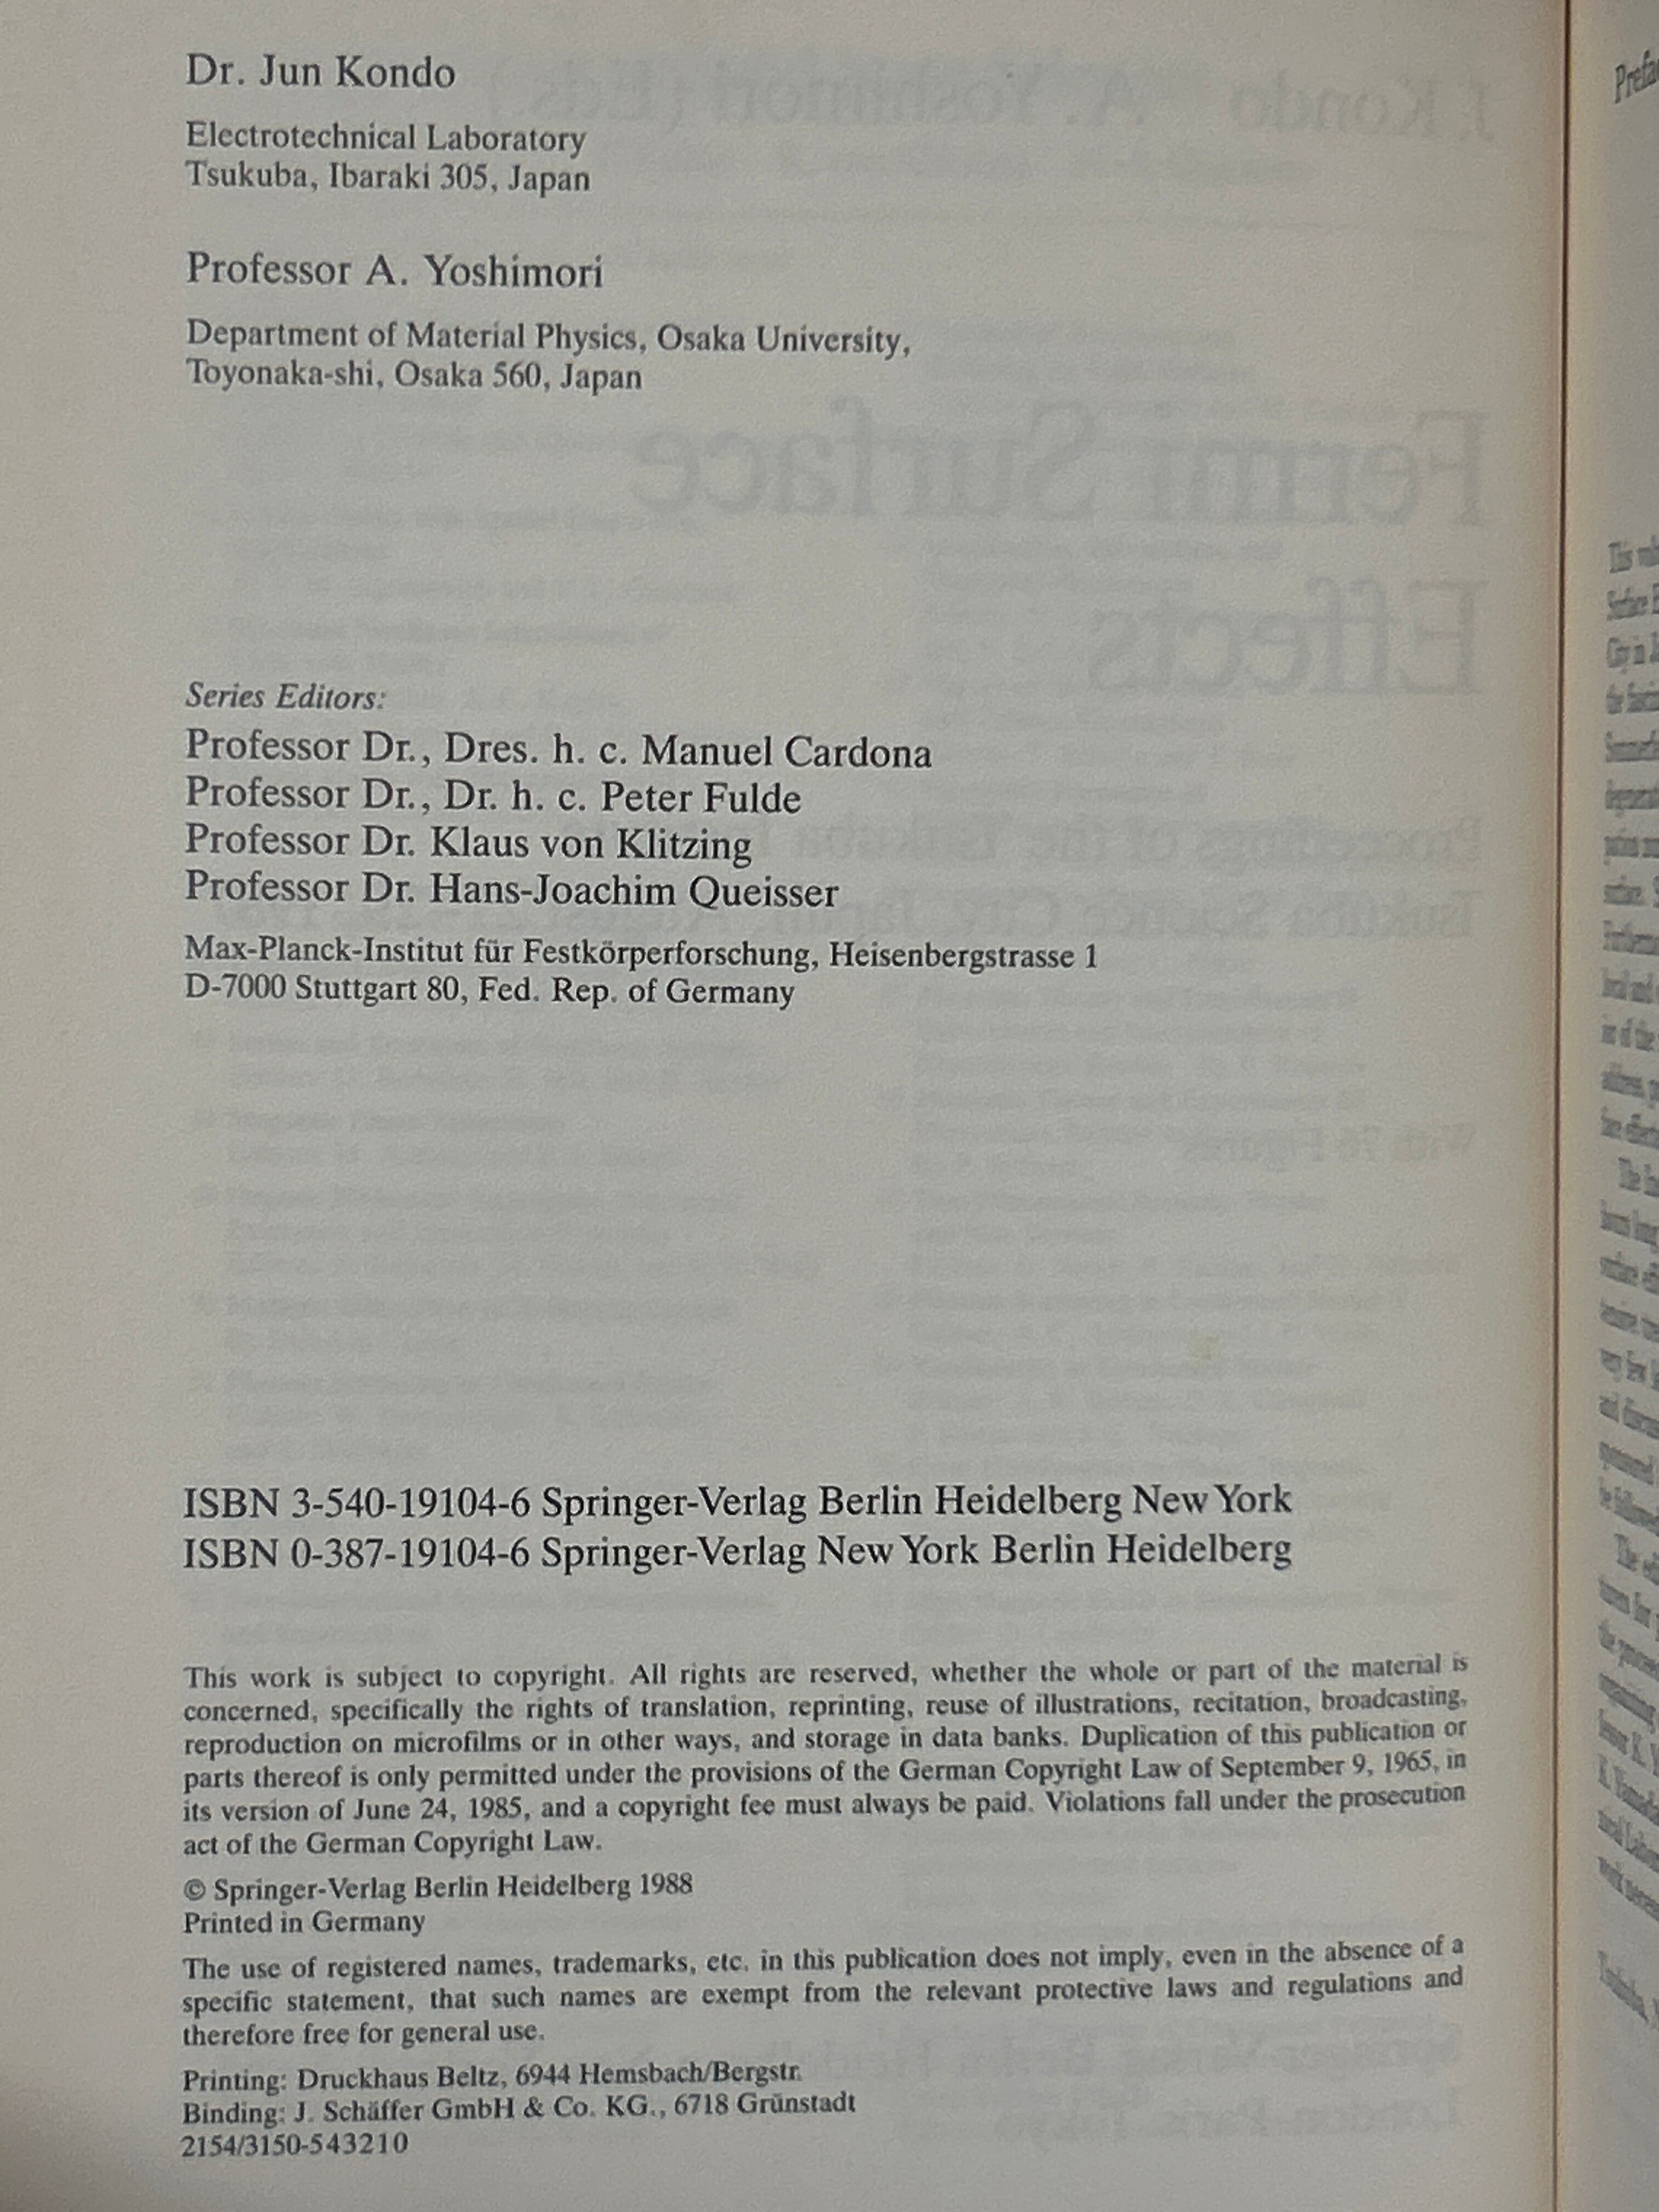 Dr. Jun Kondo
Electrotechnical Laboratory
Tsukuba, Ibaraki 305, Japan
Professor A. Yoshimori
Department of Material Physics, Osaka University,
Toyonaka-shi, Osaka 560, Japan
Series Editors:
Professor Dr., Dres. h. c. Manuel Cardona
Professor Dr., Dr. h. c. Peter Fulde
Professor Dr. Klaus von Klitzing
Professor Dr. Hans-Joachim Queisser
Max-Planck-Institut für Festkörperforschung, Heisenbergstrasse 1
D-7000 Stuttgart 80, Fed. Rep. of Germany
ISBN 3-540-19104-6 Springer-Verlag Berlin Heidelberg New York
ISBN 0-387-19104-6 Springer-Verlag New York Berlin Heidelberg
This work is subject to copyright. All rights are reserved, whether the whole or part of the material is
concerned, specifically the rights of translation, reprinting, reuse of illustrations, recitation, broadcasting,
reproduction on microfilms or in other ways, and storage in data banks. Duplication of this publication or
parts thereof is only permitted under the provisions of the German Copyright Law of September 9, 1965, in
its version of June 24, 1985, and a copyright fee must always be paid. Violations fall under the prosecution
act of the German Copyright Law.
© Springer-Verlag Berlin Heidelberg 1988
Printed in Germany
The use of registered names, trademarks, etc. in this publication does not imply, even in the absence of a
specific statement, that such names are exempt from the relevant protective laws and regulations and
therefore free for general use.
Printing: Druckhaus Beltz, 6944 Hemsbach/Bergstr.
Binding: J. Schäffer GmbH & Co. KG., 6718 Grünstadt
2154/3150-543210